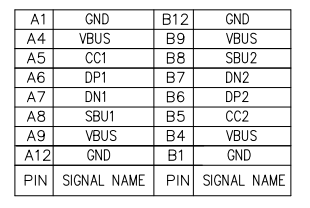 A1 GND B12 GND
A4 VBUS B9 VBUS
A5 CC1 B8 SBU2
A6 DP1 B7 DN2
A7 DN1 B6 DP2
A8 SBU1 B5 CC2
A9 VBUS B4 VBUS
A12 GND B1 GND
PIN SIGNAL NAME PIN SIGNAL NAME